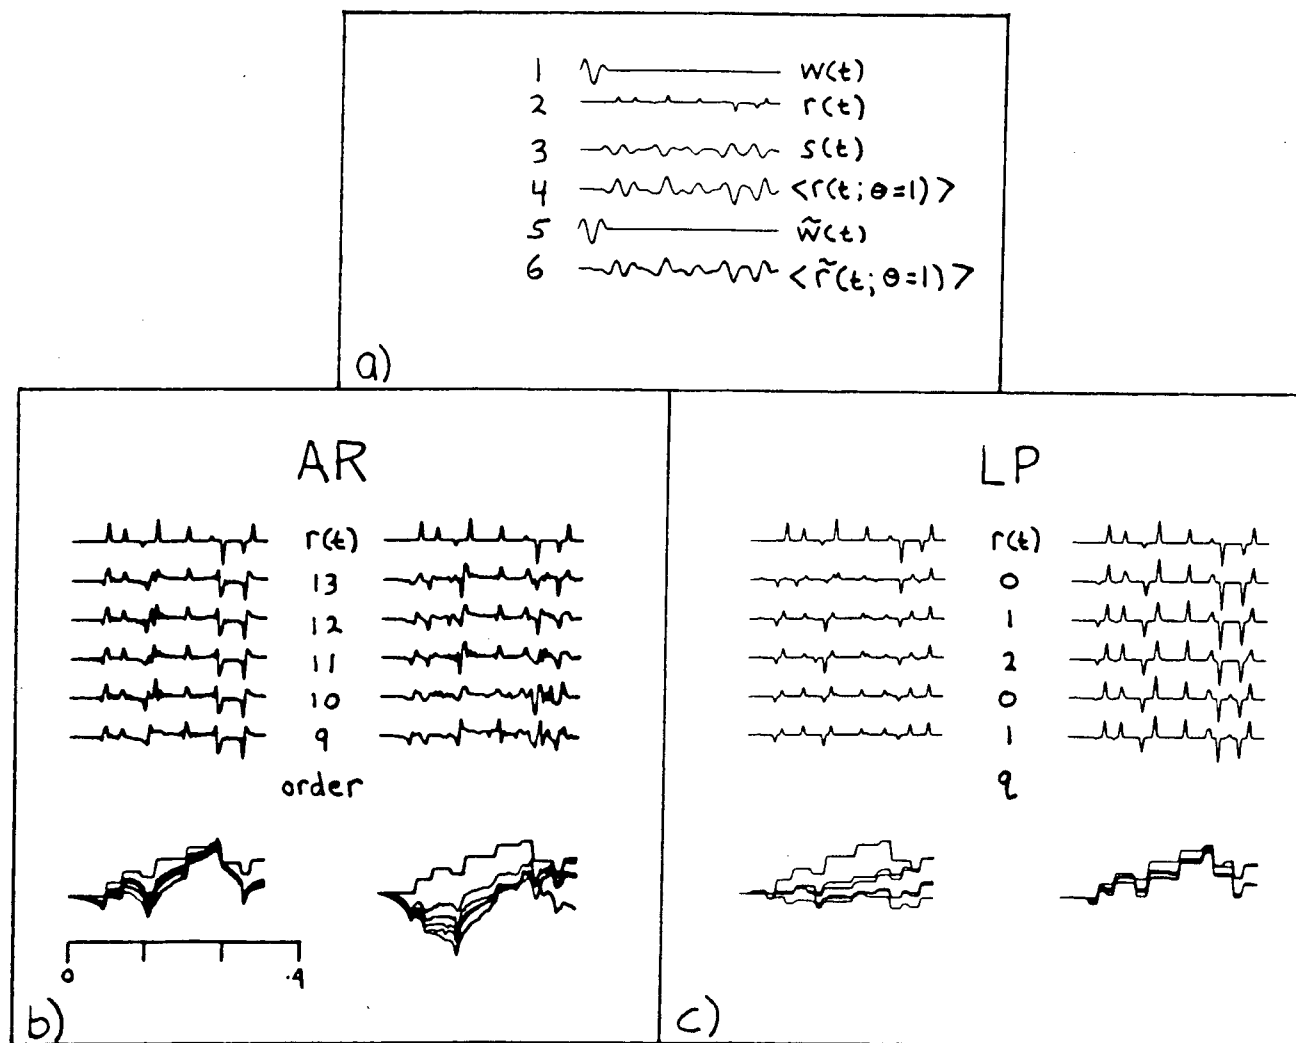 1 w(t)
2 r(t)
3 s(t)
4 <r(t; θ=1)>
5 w̃(t)
6 <r̃(t; θ=1)>
a)
AR
r(t)
13
12
11
10
9
order
0 .4
b)
LP
r(t)
0
1
2
0
1
q
c)